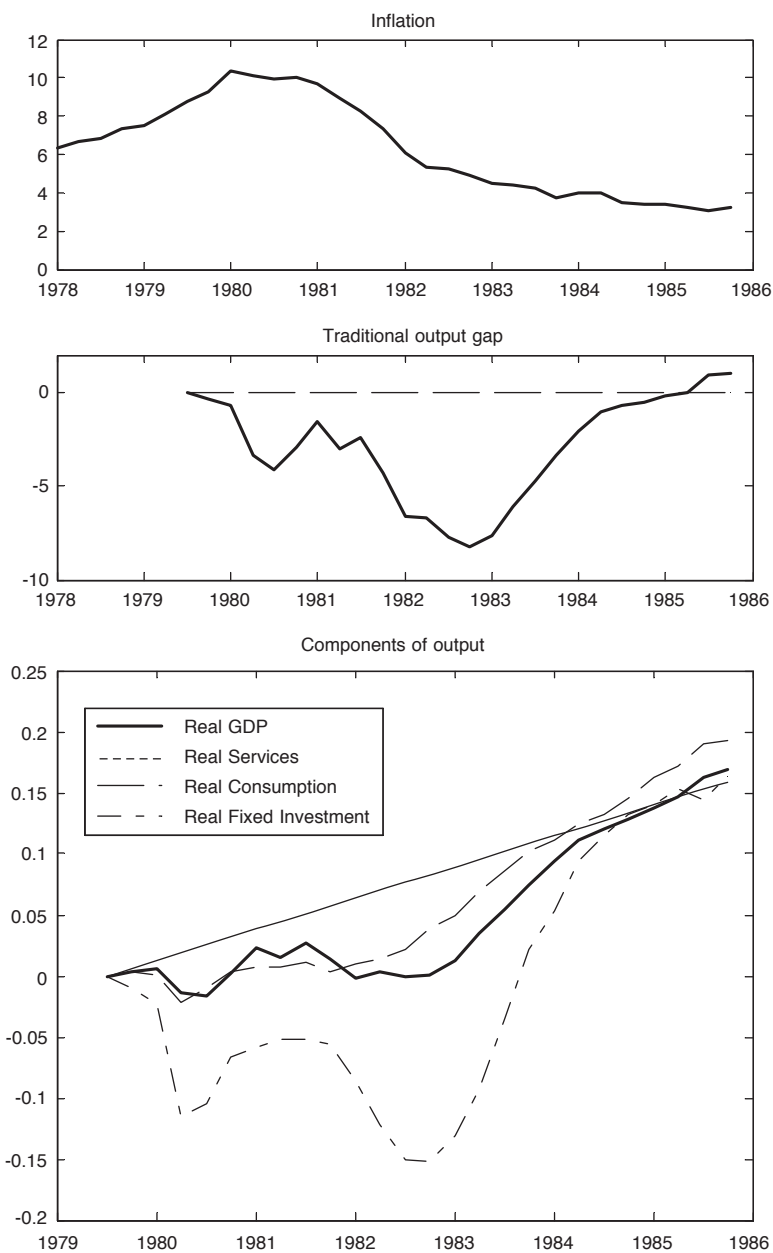 Inflation
12
10
8
6
4
2
0
1978 1979 1980 1981 1982 1983 1984 1985 1986
Traditional output gap
0
-5
-10
1978 1979 1980 1981 1982 1983 1984 1985 1986
Components of output
0.25
0.2
0.15
0.1
0.05
0
-0.05
-0.1
-0.15
-0.2
Real GDP
Real Services
Real Consumption
Real Fixed Investment
1979 1980 1981 1982 1983 1984 1985 1986